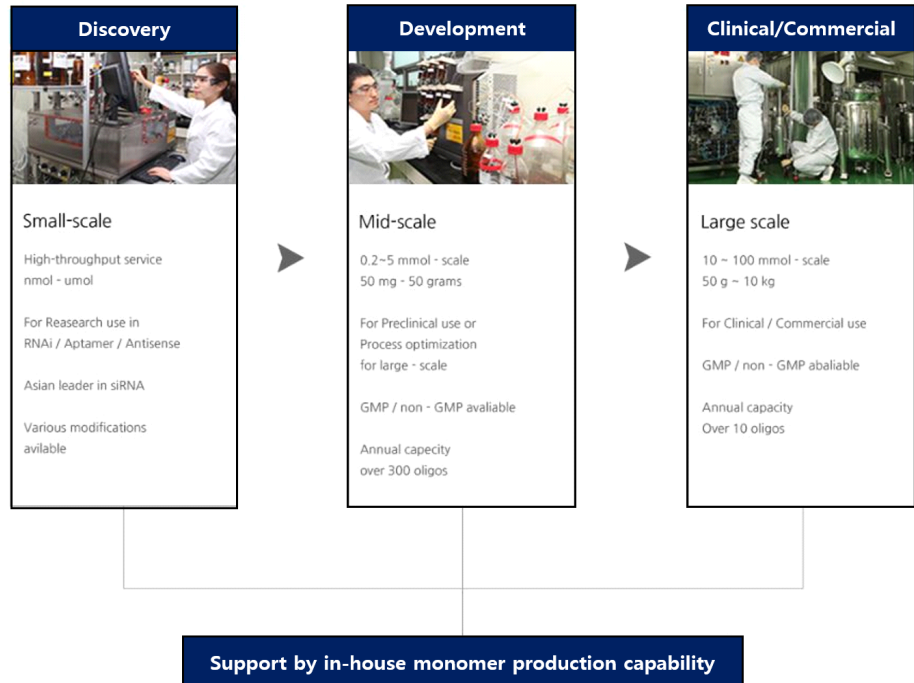 Discovery
Small-scale
High-throughput service
nmol - umol
For Reasearch use in
RNAi / Aptamer / Antisense
Asian leader in siRNA
Various modifications
avilable
Development
Mid-scale
0.2~5 mmol - scale
50 mg - 50 grams
For Preclinical use or
Process optimization
for large - scale
GMP / non - GMP avaliable
Annual capecity
over 300 oligos
Clinical/Commercial
Large scale
10 ~ 100 mmol - scale
50 g ~ 10 kg
For Clinical / Commercial use
GMP / non - GMP abaliable
Annual capacity
Over 10 oligos
Support by in-house monomer production capability